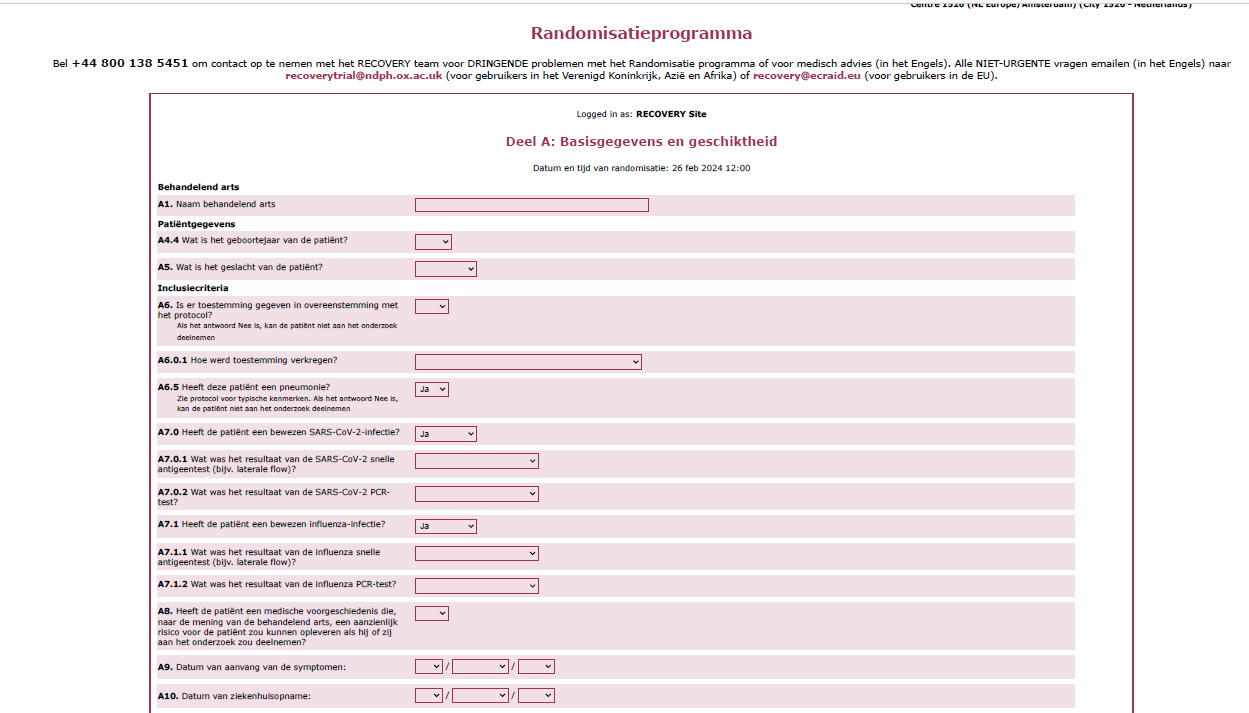 Centre 1526 (NL Europe/Amsterdam) (City 1526 - Netherlands)
Randomisatieprogramma
Bel +44 800 138 5451 om contact op te nemen met het RECOVERY team voor DRINGENDE problemen met het Randomisatie programma of voor medisch advies (in het Engels). Alle NIET-URGENTE vragen emailen (in het Engels) naar
recoverytrial@ndph.ox.ac.uk (voor gebruikers in het Verenigd Koninkrijk, Azië en Afrika) of recovery@ecraid.eu (voor gebruikers in de EU).
Logged in as: RECOVERY Site
Deel A: Basisgegevens en geschiktheid
Datum en tijd van randomisatie: 26 feb 2024 12:00
Behandelend arts
A1. Naam behandelend arts
Patiëntgegevens
A4.4 Wat is het geboortejaar van de patiënt?
A5. Wat is het geslacht van de patiënt?
Inclusiecriteria
A6. Is er toestemming gegeven in overeenstemming met
het protocol?
Als het antwoord Nee is, kan de patiënt niet aan het onderzoek
deelnemen
A6.0.1 Hoe werd toestemming verkregen?
A6.5 Heeft deze patiënt een pneumonie? Ja
Zie protocol voor typische kenmerken. Als het antwoord Nee is,
kan de patiënt niet aan het onderzoek deelnemen
A7.0 Heeft de patiënt een bewezen SARS-CoV-2-infectie? Ja
A7.0.1 Wat was het resultaat van de SARS-CoV-2 snelle
antigeentest (bijv. laterale flow)?
A7.0.2 Wat was het resultaat van de SARS-CoV-2 PCR-
test?
A7.1 Heeft de patiënt een bewezen influenza-infectie? Ja
A7.1.1 Wat was het resultaat van de influenza snelle
antigeentest (bijv. laterale flow)?
A7.1.2 Wat was het resultaat van de influenza PCR-test?
A8. Heeft de patiënt een medische voorgeschiedenis die,
naar de mening van de behandelend arts, een aanzienlijk
risico voor de patiënt zou kunnen opleveren als hij of zij
aan het onderzoek zou deelnemen?
A9. Datum van aanvang van de symptomen: / /
A10. Datum van ziekenhuisopname: / /